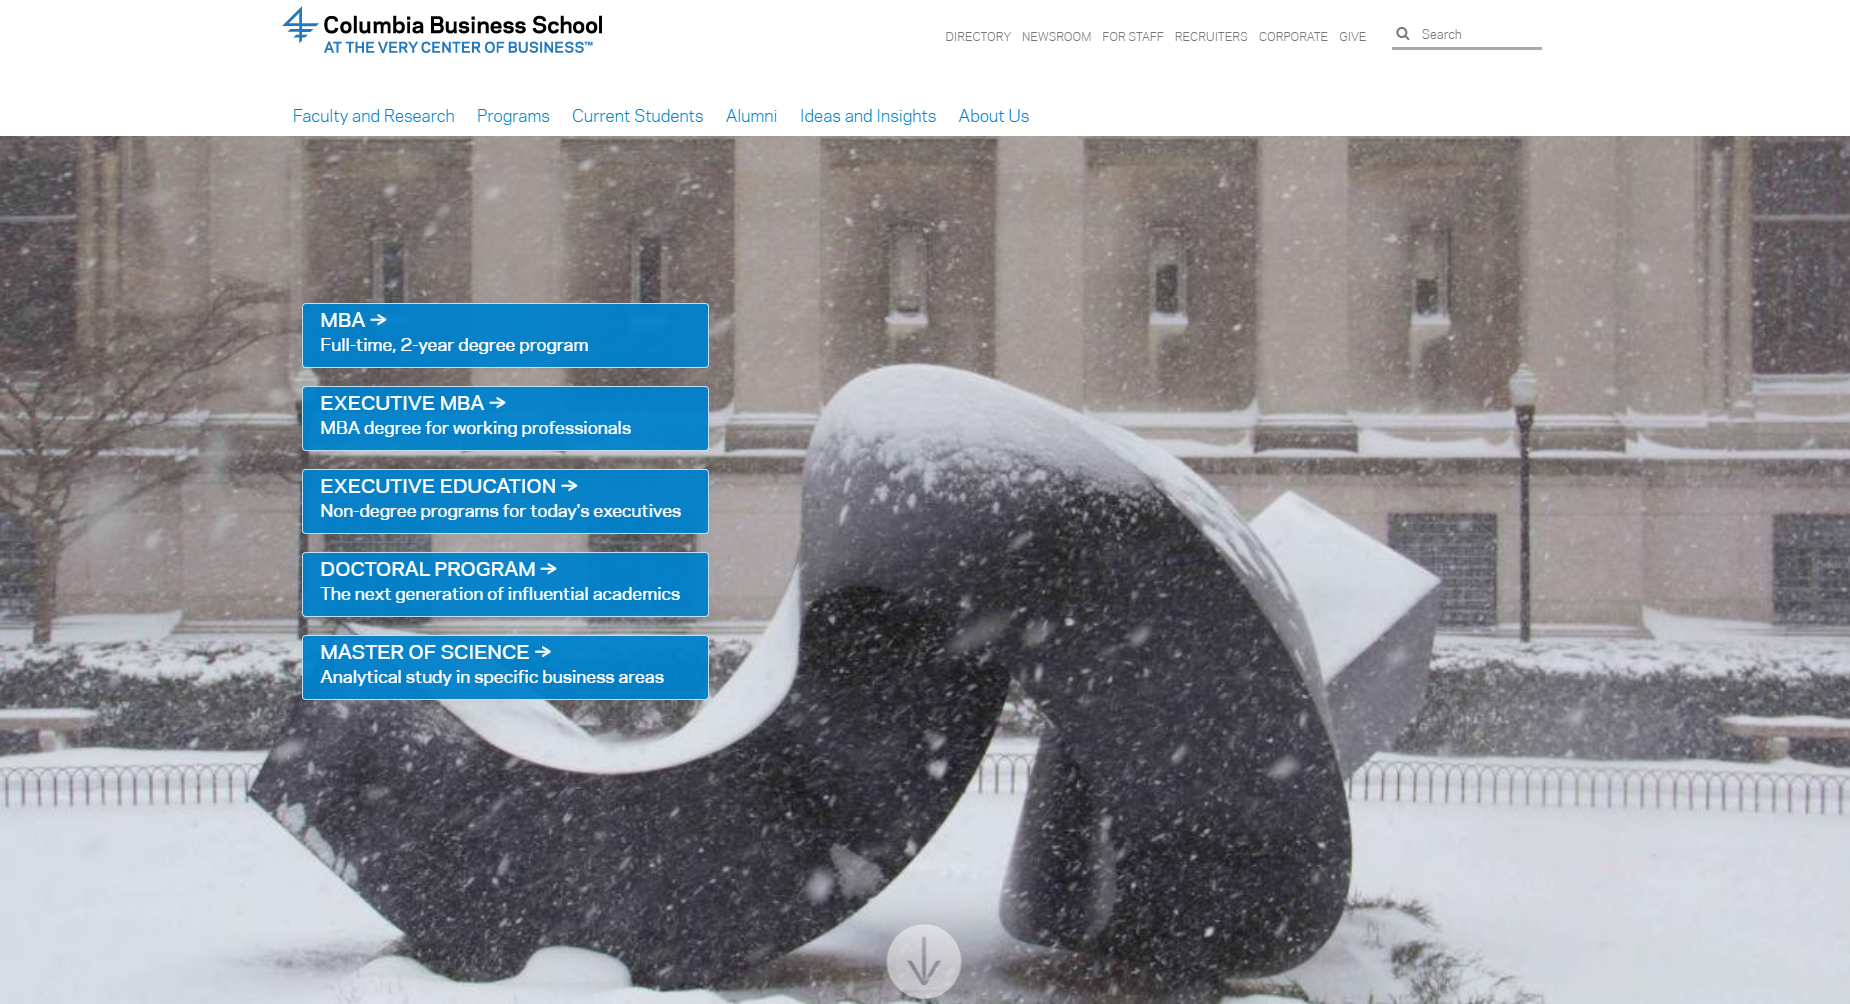 Columbia Business School
AT THE VERY CENTER OF BUSINESS™
DIRECTORY NEWSROOM FOR STAFF RECRUITERS CORPORATE GIVE
Search
Faculty and Research Programs Current Students Alumni Ideas and Insights About Us
MBA →
Full-time, 2-year degree program
EXECUTIVE MBA →
MBA degree for working professionals
EXECUTIVE EDUCATION →
Non-degree programs for today's executives
DOCTORAL PROGRAM →
The next generation of influential academics
MASTER OF SCIENCE →
Analytical study in specific business areas